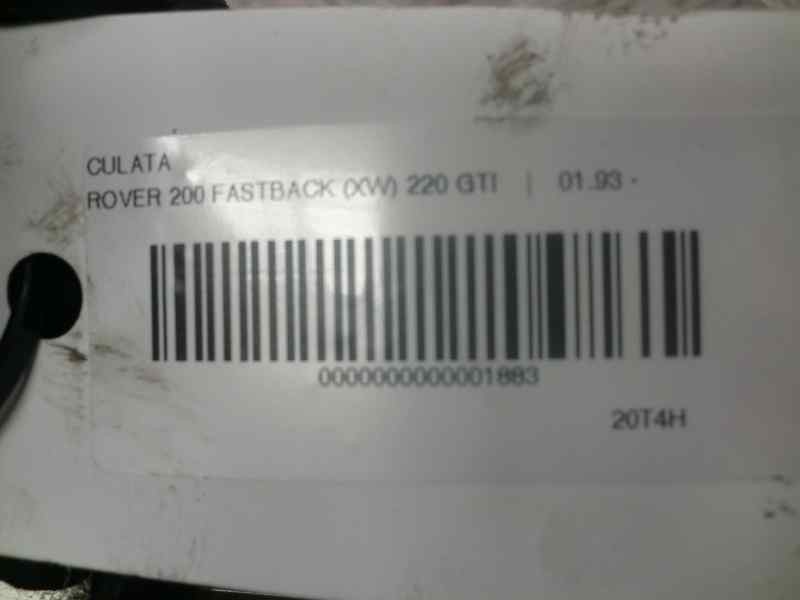 CULATA
ROVER 200 FASTBACK (XW) 220 GTI | 01.93 -
0000000000001883
20T4H